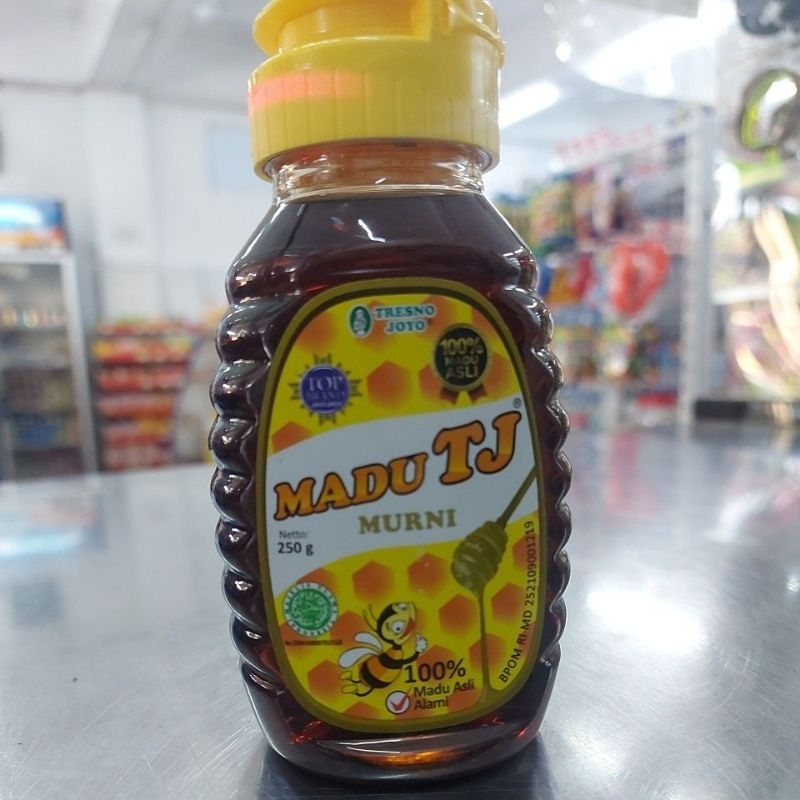 TRESNO
JOYO
100%
MADU
ASLI
TOP
BRAND
MADU TJ®
MURNI
Netto:
250 g
BPOM RI MD 252109001219
100%
Madu Asli
Alami